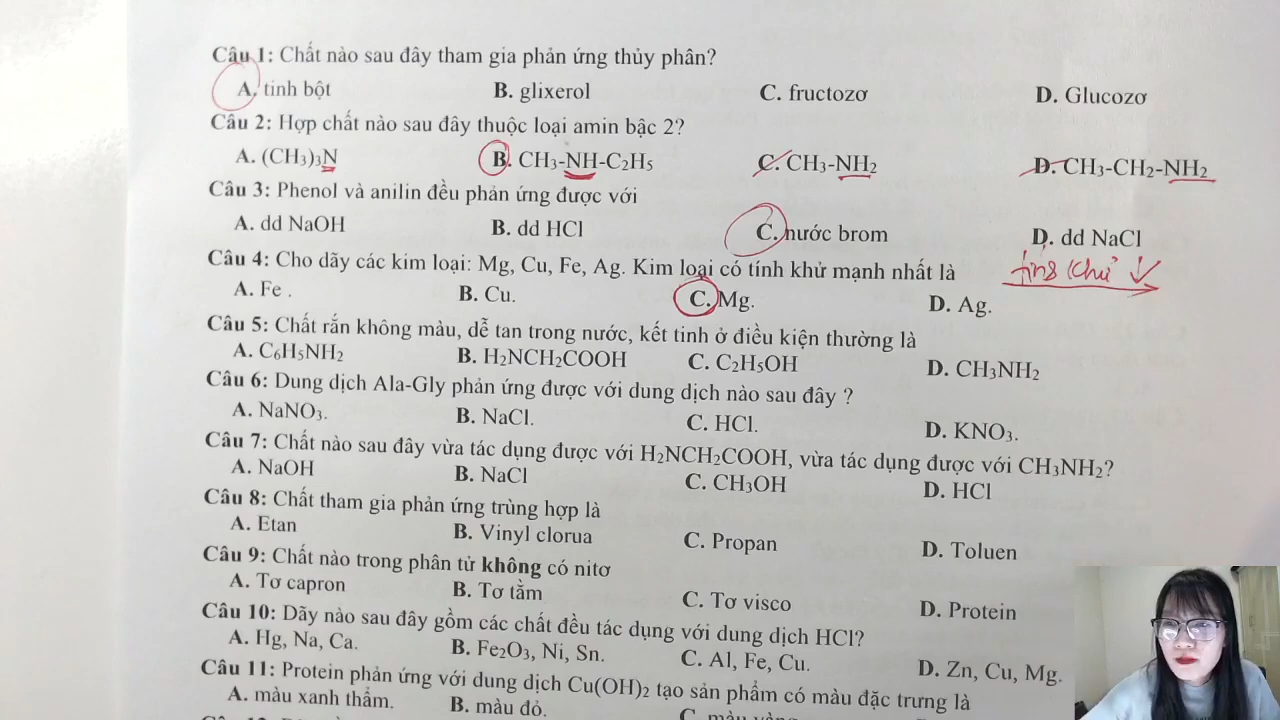 Câu 1: Chất nào sau đây tham gia phản ứng thủy phân?
A. tinh bột B. glixerol C. fructozơ D. Glucozơ
Câu 2: Hợp chất nào sau đây thuộc loại amin bậc 2?
A. (CH₃)₃N B. CH₃-NH-C₂H₅ C. CH₃-NH₂ D. CH₃-CH₂-NH₂
Câu 3: Phenol và anilin đều phản ứng được với
A. dd NaOH B. dd HCl C. nước brom D. dd NaCl
Câu 4: Cho dãy các kim loại: Mg, Cu, Fe, Ag. Kim loại có tính khử mạnh nhất là
tính khử ↓
A. Fe . B. Cu. C. Mg. D. Ag.
Câu 5: Chất rắn không màu, dễ tan trong nước, kết tinh ở điều kiện thường là
A. C₆H₅NH₂ B. H₂NCH₂COOH C. C₂H₅OH D. CH₃NH₂
Câu 6: Dung dịch Ala-Gly phản ứng được với dung dịch nào sau đây ?
A. NaNO₃. B. NaCl. C. HCl. D. KNO₃.
Câu 7: Chất nào sau đây vừa tác dụng được với H₂NCH₂COOH, vừa tác dụng được với CH₃NH₂?
A. NaOH B. NaCl C. CH₃OH D. HCl
Câu 8: Chất tham gia phản ứng trùng hợp là
A. Etan B. Vinyl clorua C. Propan D. Toluen
Câu 9: Chất nào trong phân tử không có nitơ
A. Tơ capron B. Tơ tằm C. Tơ visco D. Protein
Câu 10: Dãy nào sau đây gồm các chất đều tác dụng với dung dịch HCl?
A. Hg, Na, Ca. B. Fe₂O₃, Ni, Sn. C. Al, Fe, Cu. D. Zn, Cu, Mg.
Câu 11: Protein phản ứng với dung dịch Cu(OH)₂ tạo sản phẩm có màu đặc trưng là
A. màu xanh thẫm. B. màu đỏ. C. màu vàng